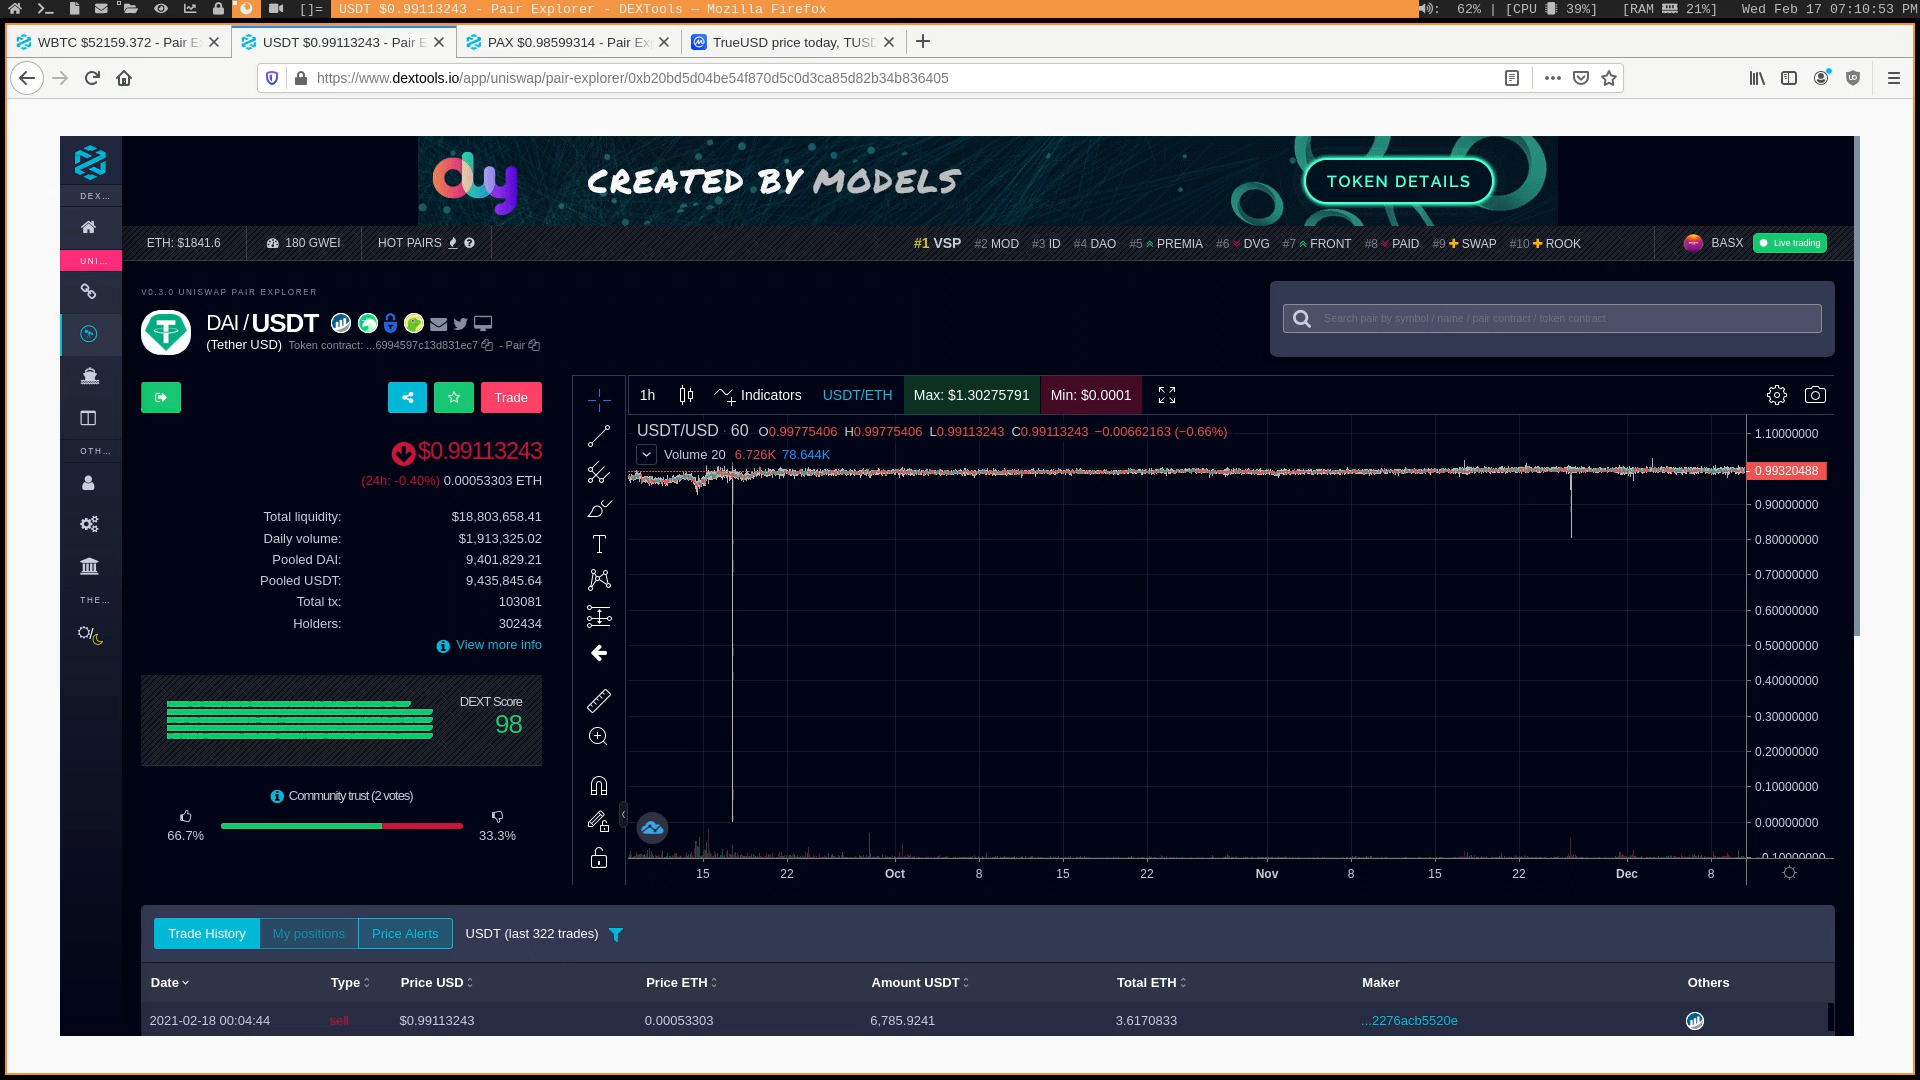 []= USDT $0.99113243 - Pair Explorer - DEXTools — Mozilla Firefox 62% | [CPU 39%] [RAM 21%] Wed Feb 17 07:10:53 PM
WBTC $52159.372 - Pair E
USDT $0.99113243 - Pair E
PAX $0.98599314 - Pair Ex
TrueUSD price today, TUSD
https://www.dextools.io/app/uniswap/pair-explorer/0xb20bd5d04be54f870d5c0d3ca85d82b34b836405
CREATED BY MODELS
TOKEN DETAILS
DEX...
ETH: $1841.6 180 GWEI HOT PAIRS #1 VSP #2 MOD #3 ID #4 DAO #5 PREMIA #6 DVG #7 FRONT #8 PAID #9 SWAP #10 ROOK BASX Live trading
UNI...
V0.3.0 UNISWAP PAIR EXPLORER
DAI / USDT
(Tether USD) Token contract: ...6994597c13d831ec7 - Pair
Search pair by symbol / name / pair contract / token contract
Trade
1h Indicators USDT/ETH Max: $1.30275791 Min: $0.0001
USDT/USD · 60 O0.99775406 H0.99775406 L0.99113243 C0.99113243 −0.00662163 (−0.66%)
Volume 20 6.726K 78.644K
$0.99113243
(24h: -0.40%) 0.00053303 ETH
Total liquidity: $18,803,658.41
Daily volume: $1,913,325.02
Pooled DAI: 9,401,829.21
Pooled USDT: 9,435,845.64
Total tx: 103081
Holders: 302434
View more info
OTH...
THE...
DEXT Score
98
Community trust (2 votes)
66.7%
33.3%
1.10000000
0.99320488
0.90000000
0.80000000
0.70000000
0.60000000
0.50000000
0.40000000
0.30000000
0.20000000
0.10000000
0.00000000
-0.10000000
15 22 Oct 8 15 22 Nov 8 15 22 Dec 8
Trade History My positions Price Alerts USDT (last 322 trades)
Date Type Price USD Price ETH Amount USDT Total ETH Maker Others
2021-02-18 00:04:44 sell $0.99113243 0.00053303 6,785.9241 3.6170833 ...2276acb5520e